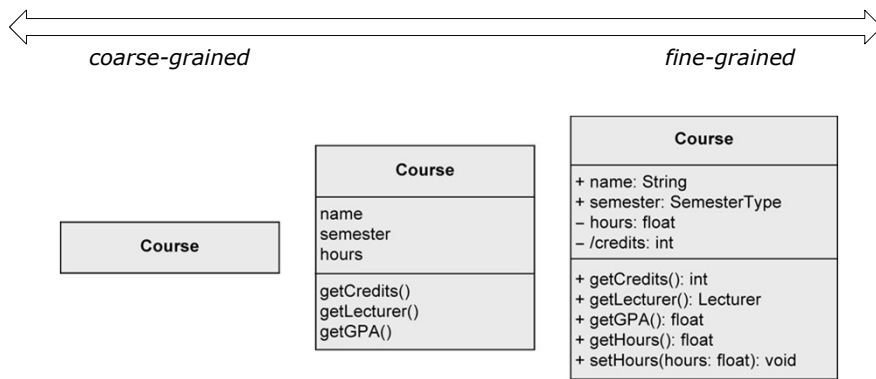 coarse-grained
fine-grained
Course
Course
name
semester
hours
getCredits()
getLecturer()
getGPA()
Course
+ name: String
+ semester: SemesterType
− hours: float
− /credits: int
+ getCredits(): int
+ getLecturer(): Lecturer
+ getGPA(): float
+ getHours(): float
+ setHours(hours: float): void